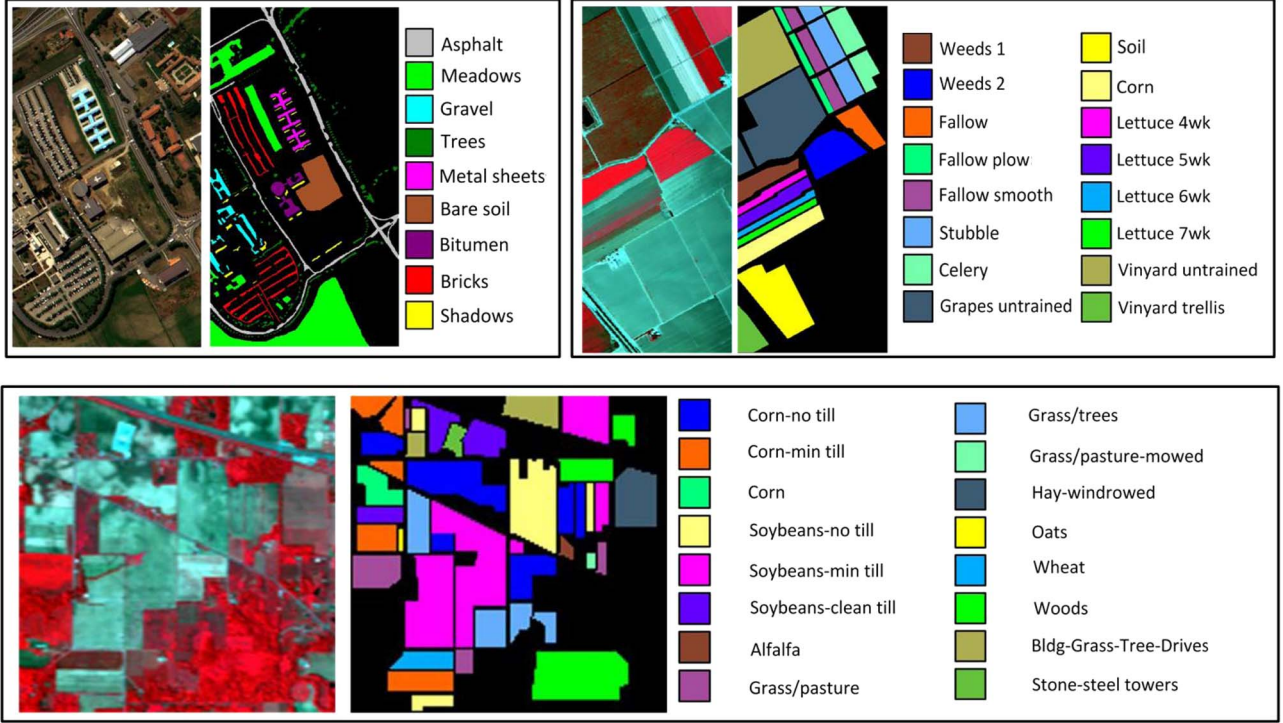 Asphalt
Meadows
Gravel
Trees
Metal sheets
Bare soil
Bitumen
Bricks
Shadows
Weeds 1
Weeds 2
Fallow
Fallow plow
Fallow smooth
Stubble
Celery
Grapes untrained
Soil
Corn
Lettuce 4wk
Lettuce 5wk
Lettuce 6wk
Lettuce 7wk
Vinyard untrained
Vinyard trellis
Corn-no till
Corn-min till
Corn
Soybeans-no till
Soybeans-min till
Soybeans-clean till
Alfalfa
Grass/pasture
Grass/trees
Grass/pasture-mowed
Hay-windrowed
Oats
Wheat
Woods
Bldg-Grass-Tree-Drives
Stone-steel towers